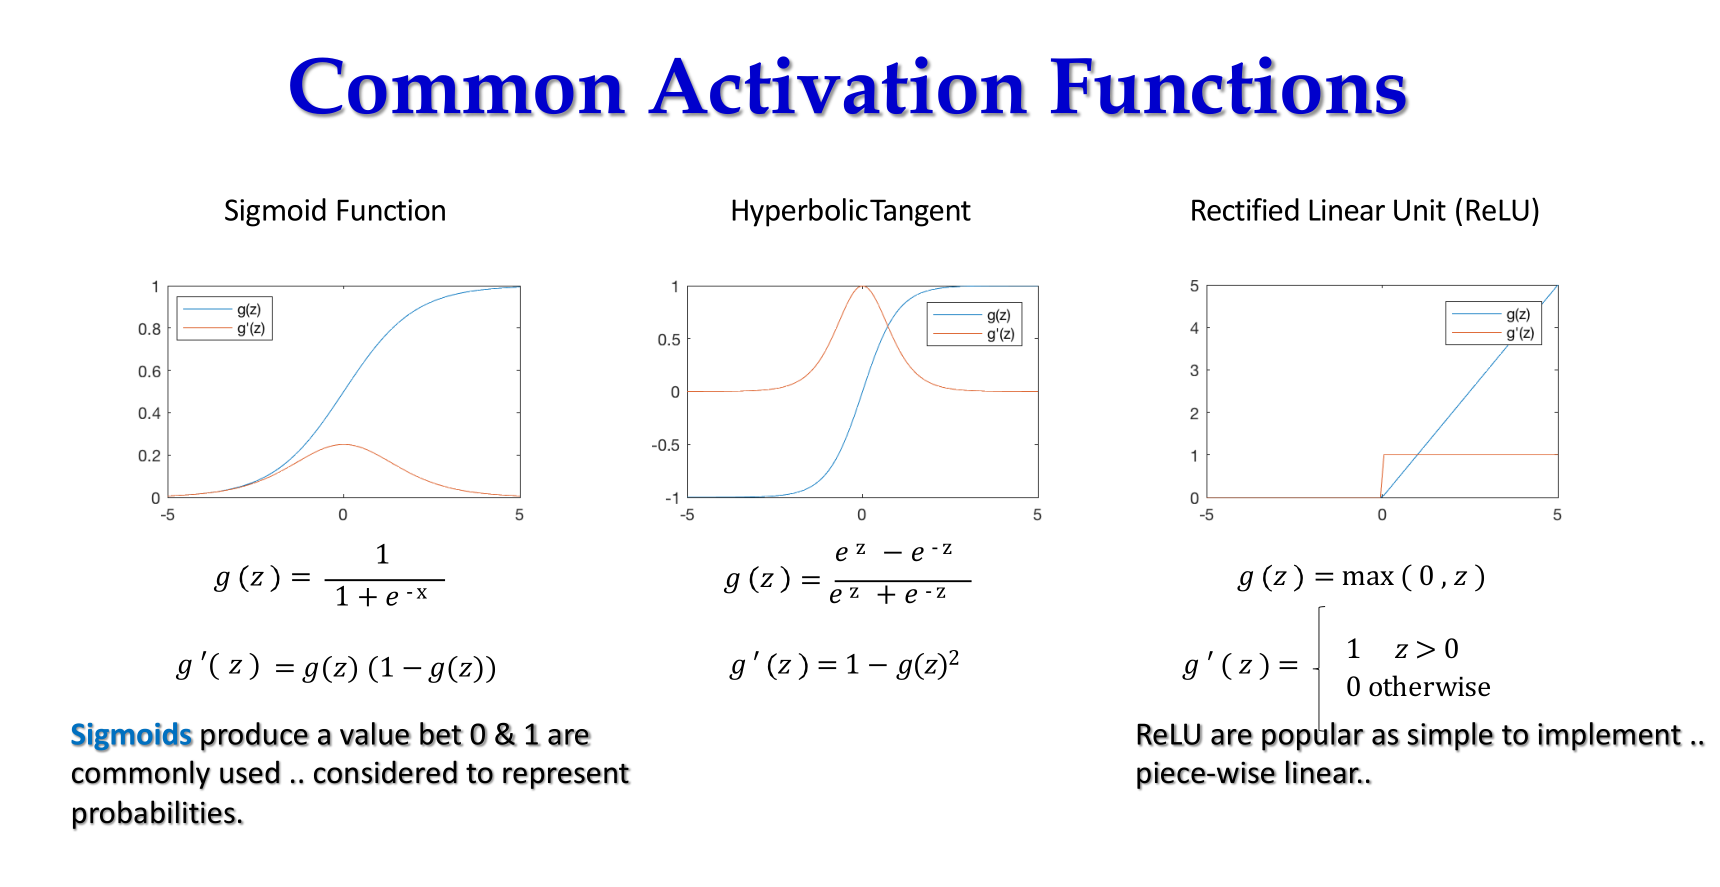 Common Activation Functions
Sigmoid Function
1
0.8
0.6
0.4
0.2
0
-5
0
5
g(z)
g'(z)
g (z) = 1 / 1 + e -x
g ′( z ) = g(z) (1 − g(z))
Sigmoids produce a value bet 0 & 1 are
commonly used .. considered to represent
probabilities.
Hyperbolic Tangent
1
0.5
0
-0.5
-1
-5
0
5
g(z)
g'(z)
g (z) = e z − e -z / e z + e -z
g ′ (z) = 1 − g(z)²
Rectified Linear Unit (ReLU)
5
4
3
2
1
0
-5
0
5
g(z)
g'(z)
g (z) = max ( 0 , z )
g ′ ( z ) =
1 z > 0
0 otherwise
ReLU are popular as simple to implement ..
piece-wise linear..